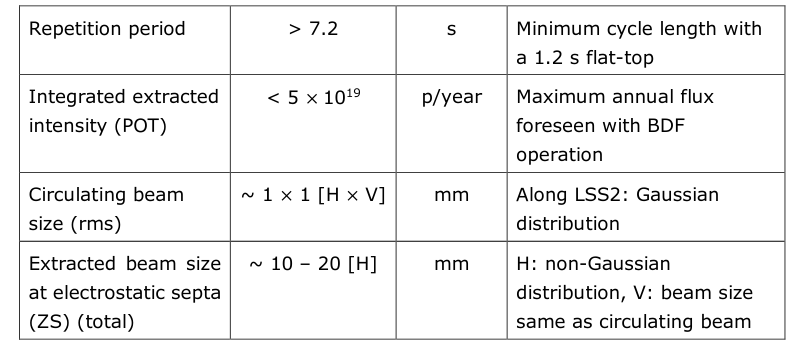 Repetition period > 7.2 s Minimum cycle length with
a 1.2 s flat-top
Integrated extracted < 5 × 10¹⁹ p/year Maximum annual flux
intensity (POT) foreseen with BDF
operation
Circulating beam ~ 1 × 1 [H × V] mm Along LSS2: Gaussian
size (rms) distribution
Extracted beam size ~ 10 – 20 [H] mm H: non-Gaussian
at electrostatic septa distribution, V: beam size
(ZS) (total) same as circulating beam